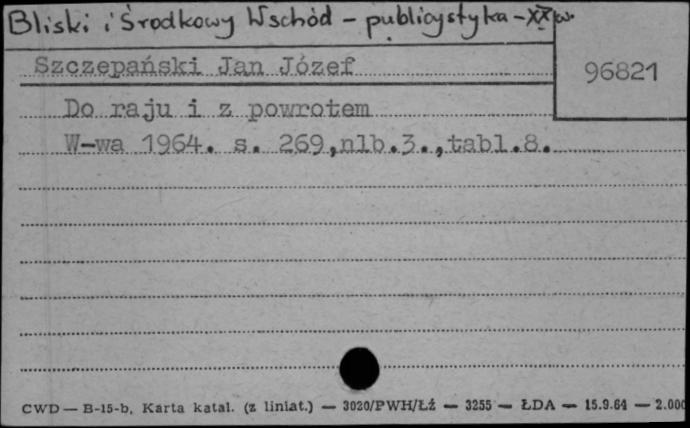 Bliski i Środkowy Wschód – publicystyka – XX w.
Szczepański Jan Józef
96821
Do raju i z powrotem
W-wa 1964. s. 269,nlb.3.,tabl.8.
CWD — B-15-b, Karta katal. (z liniat.) — 3020/PWH/Łź — 3255 — ŁDA — 15.9.64 — 2.000